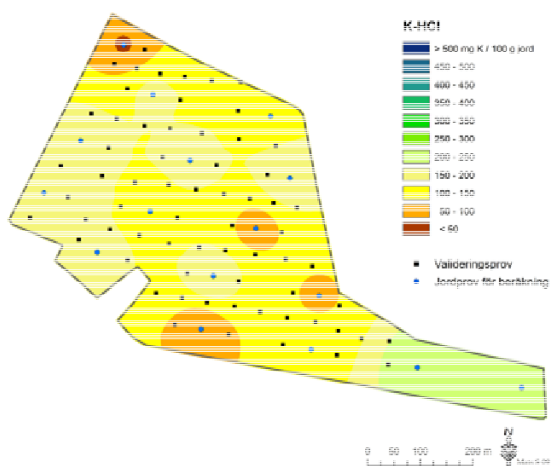 K-HCl
> 500 mg K / 100 g jord
450 - 500
400 - 450
350 - 400
300 - 350
250 - 300
200 - 250
150 - 200
100 - 150
50 - 100
< 50
Valideringsprov
Jordprov för beräkning
N
0 50 100 200 m